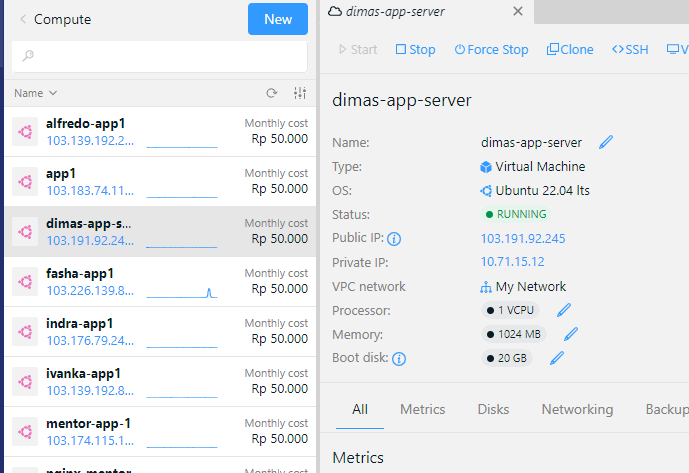 Compute
New
Name
alfredo-app1
103.139.192.2...
Monthly cost
Rp 50.000
app1
103.183.74.11...
Monthly cost
Rp 50.000
dimas-app-s...
103.191.92.24...
Monthly cost
Rp 50.000
fasha-app1
103.226.139.8...
Monthly cost
Rp 50.000
indra-app1
103.176.79.24...
Monthly cost
Rp 50.000
ivanka-app1
103.139.192.8...
Monthly cost
Rp 50.000
mentor-app-1
103.174.115.1...
Monthly cost
Rp 50.000
nginx-mentor
Monthly cost
dimas-app-server
Start Stop Force Stop Clone SSH V
dimas-app-server
Name: dimas-app-server
Type: Virtual Machine
OS: Ubuntu 22.04 lts
Status: RUNNING
Public IP: 103.191.92.245
Private IP: 10.71.15.12
VPC network My Network
Processor: 1 VCPU
Memory: 1024 MB
Boot disk: 20 GB
All Metrics Disks Networking Backup
Metrics